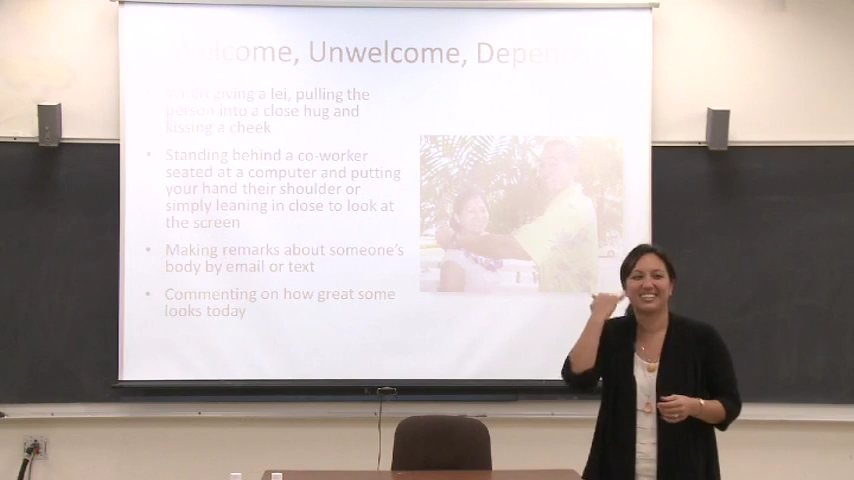 Welcome, Unwelcome, Depends
When giving a lei, pulling the
person into a close hug and
kissing a cheek
• Standing behind a co-worker
seated at a computer and putting
your hand their shoulder or
simply leaning in close to look at
the screen
• Making remarks about someone's
body by email or text
• Commenting on how great some
looks today